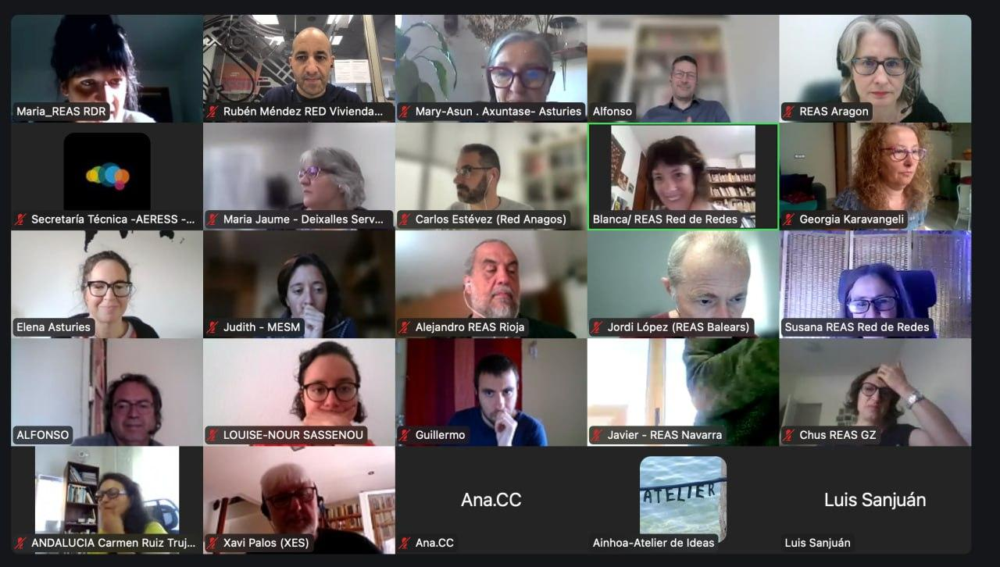 Maria_REAS RDR
Rubén Méndez RED Vivienda...
Mary-Asun . Axuntase- Asturies
Alfonso
REAS Aragon
Secretaría Técnica -AERESS -...
Maria Jaume - Deixalles Serv...
Carlos Estévez (Red Anagos)
Blanca/ REAS Red de Redes
Georgia Karavangeli
Elena Asturies
Judith - MESM
Alejandro REAS Rioja
Jordi López (REAS Balears)
Susana REAS Red de Redes
ALFONSO
LOUISE-NOUR SASSENOU
Guillermo
Javier - REAS Navarra
Chus REAS GZ
ANDALUCIA Carmen Ruiz Truj...
Xavi Palos (XES)
Ana.CC
Ana.CC
ATELIER
Ainhoa-Atelier de Ideas
Luis Sanjuán
Luis Sanjuán